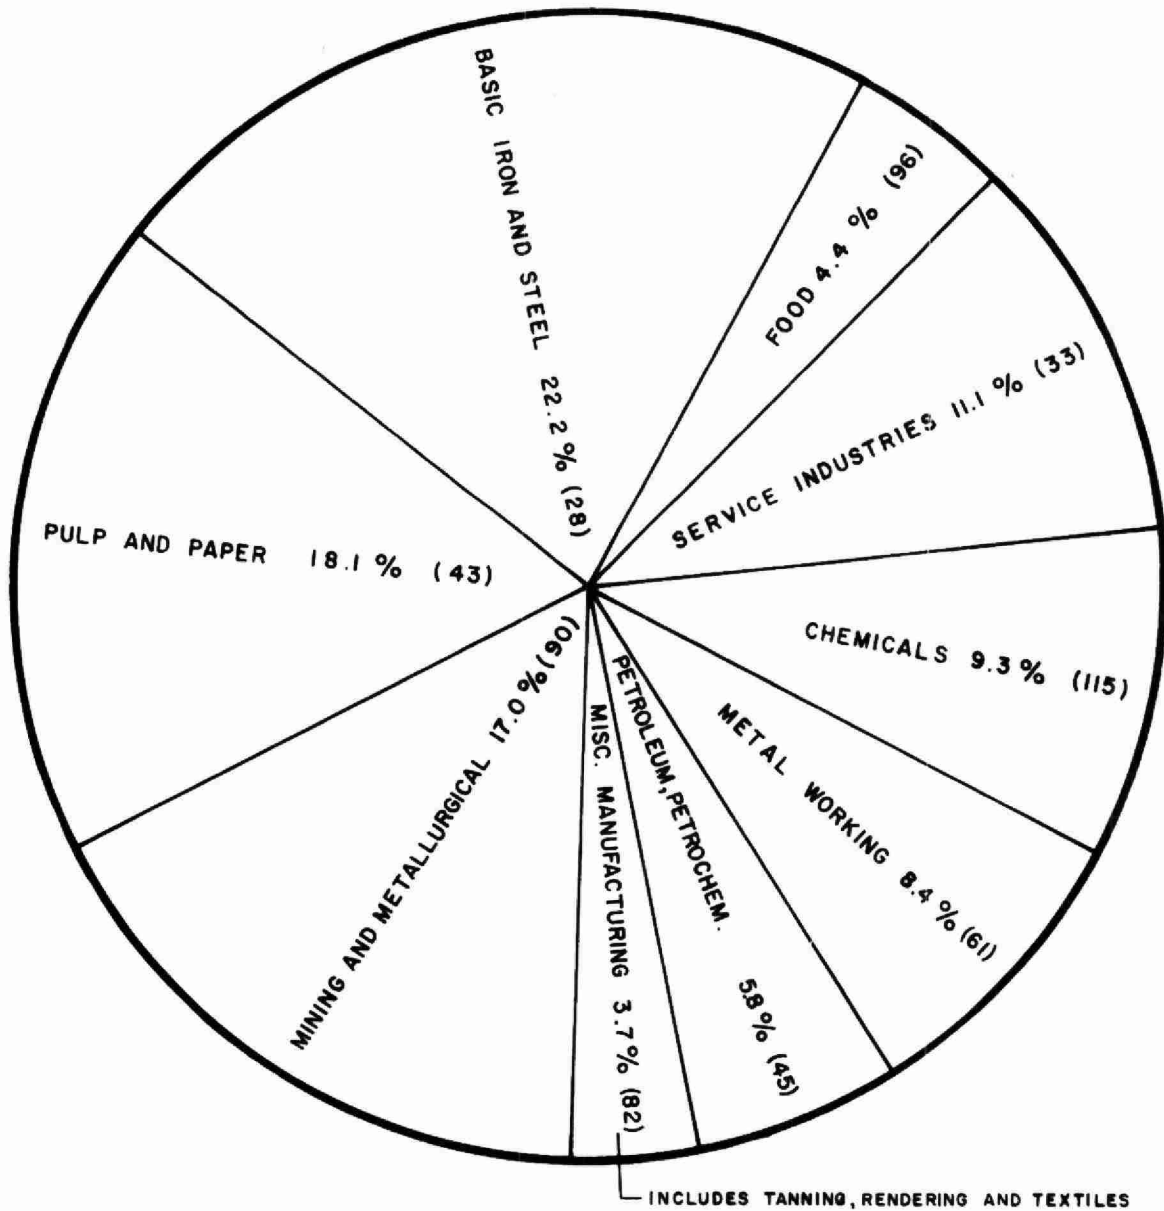 BASIC IRON AND STEEL 22.2% (28)
FOOD 4.4 % (96)
SERVICE INDUSTRIES 11.1 % (33)
CHEMICALS 9.3 % (115)
METAL WORKING 8.4 % (61)
PETROLEUM, PETROCHEM. 5.8 % (45)
MISC. MANUFACTURING 3.7 % (82)
MINING AND METALLURGICAL 17.0 % (90)
PULP AND PAPER 18.1 % (43)
INCLUDES TANNING, RENDERING AND TEXTILES